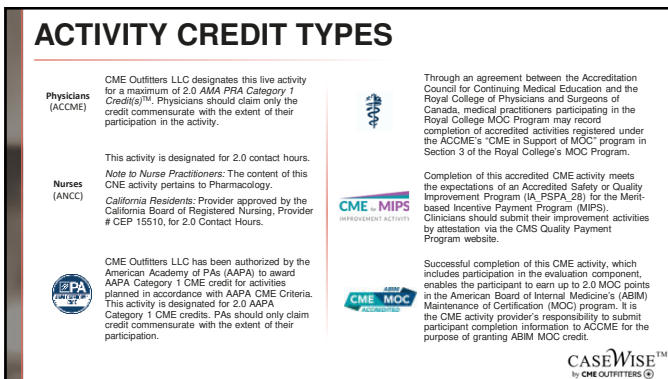 ACTIVITY CREDIT TYPES
Physicians
(ACCME)
CME Outfitters LLC designates this live activity
for a maximum of 2.0 AMA PRA Category 1
Credit(s)™. Physicians should claim only the
credit commensurate with the extent of their
participation in the activity.
Nurses
(ANCC)
This activity is designated for 2.0 contact hours.
Note to Nurse Practitioners: The content of this
CNE activity pertains to Pharmacology.
California Residents: Provider approved by the
California Board of Registered Nursing, Provider
# CEP 15510, for 2.0 Contact Hours.
PA
CME Outfitters LLC has been authorized by the
American Academy of PAs (AAPA) to award
AAPA Category 1 CME credit for activities
planned in accordance with AAPA CME Criteria.
This activity is designated for 2.0 AAPA
Category 1 CME credits. PAs should only claim
credit commensurate with the extent of their
participation.
Through an agreement between the Accreditation
Council for Continuing Medical Education and the
Royal College of Physicians and Surgeons of
Canada, medical practitioners participating in the
Royal College MOC Program may record
completion of accredited activities registered under
the ACCME's "CME in Support of MOC" program in
Section 3 of the Royal College's MOC Program.
CME for MIPS
IMPROVEMENT ACTIVITY
Completion of this accredited CME activity meets
the expectations of an Accredited Safety or Quality
Improvement Program (IA_PSPA_28) for the Merit-
based Incentive Payment Program (MIPS).
Clinicians should submit their improvement activities
by attestation via the CMS Quality Payment
Program website.
ABIM
CME MOC
ACCREDITED
Successful completion of this CME activity, which
includes participation in the evaluation component,
enables the participant to earn up to 2.0 MOC points
in the American Board of Internal Medicine's (ABIM)
Maintenance of Certification (MOC) program. It is
the CME activity provider's responsibility to submit
participant completion information to ACCME for the
purpose of granting ABIM MOC credit.
CASEWISE™
by CME OUTFITTERS